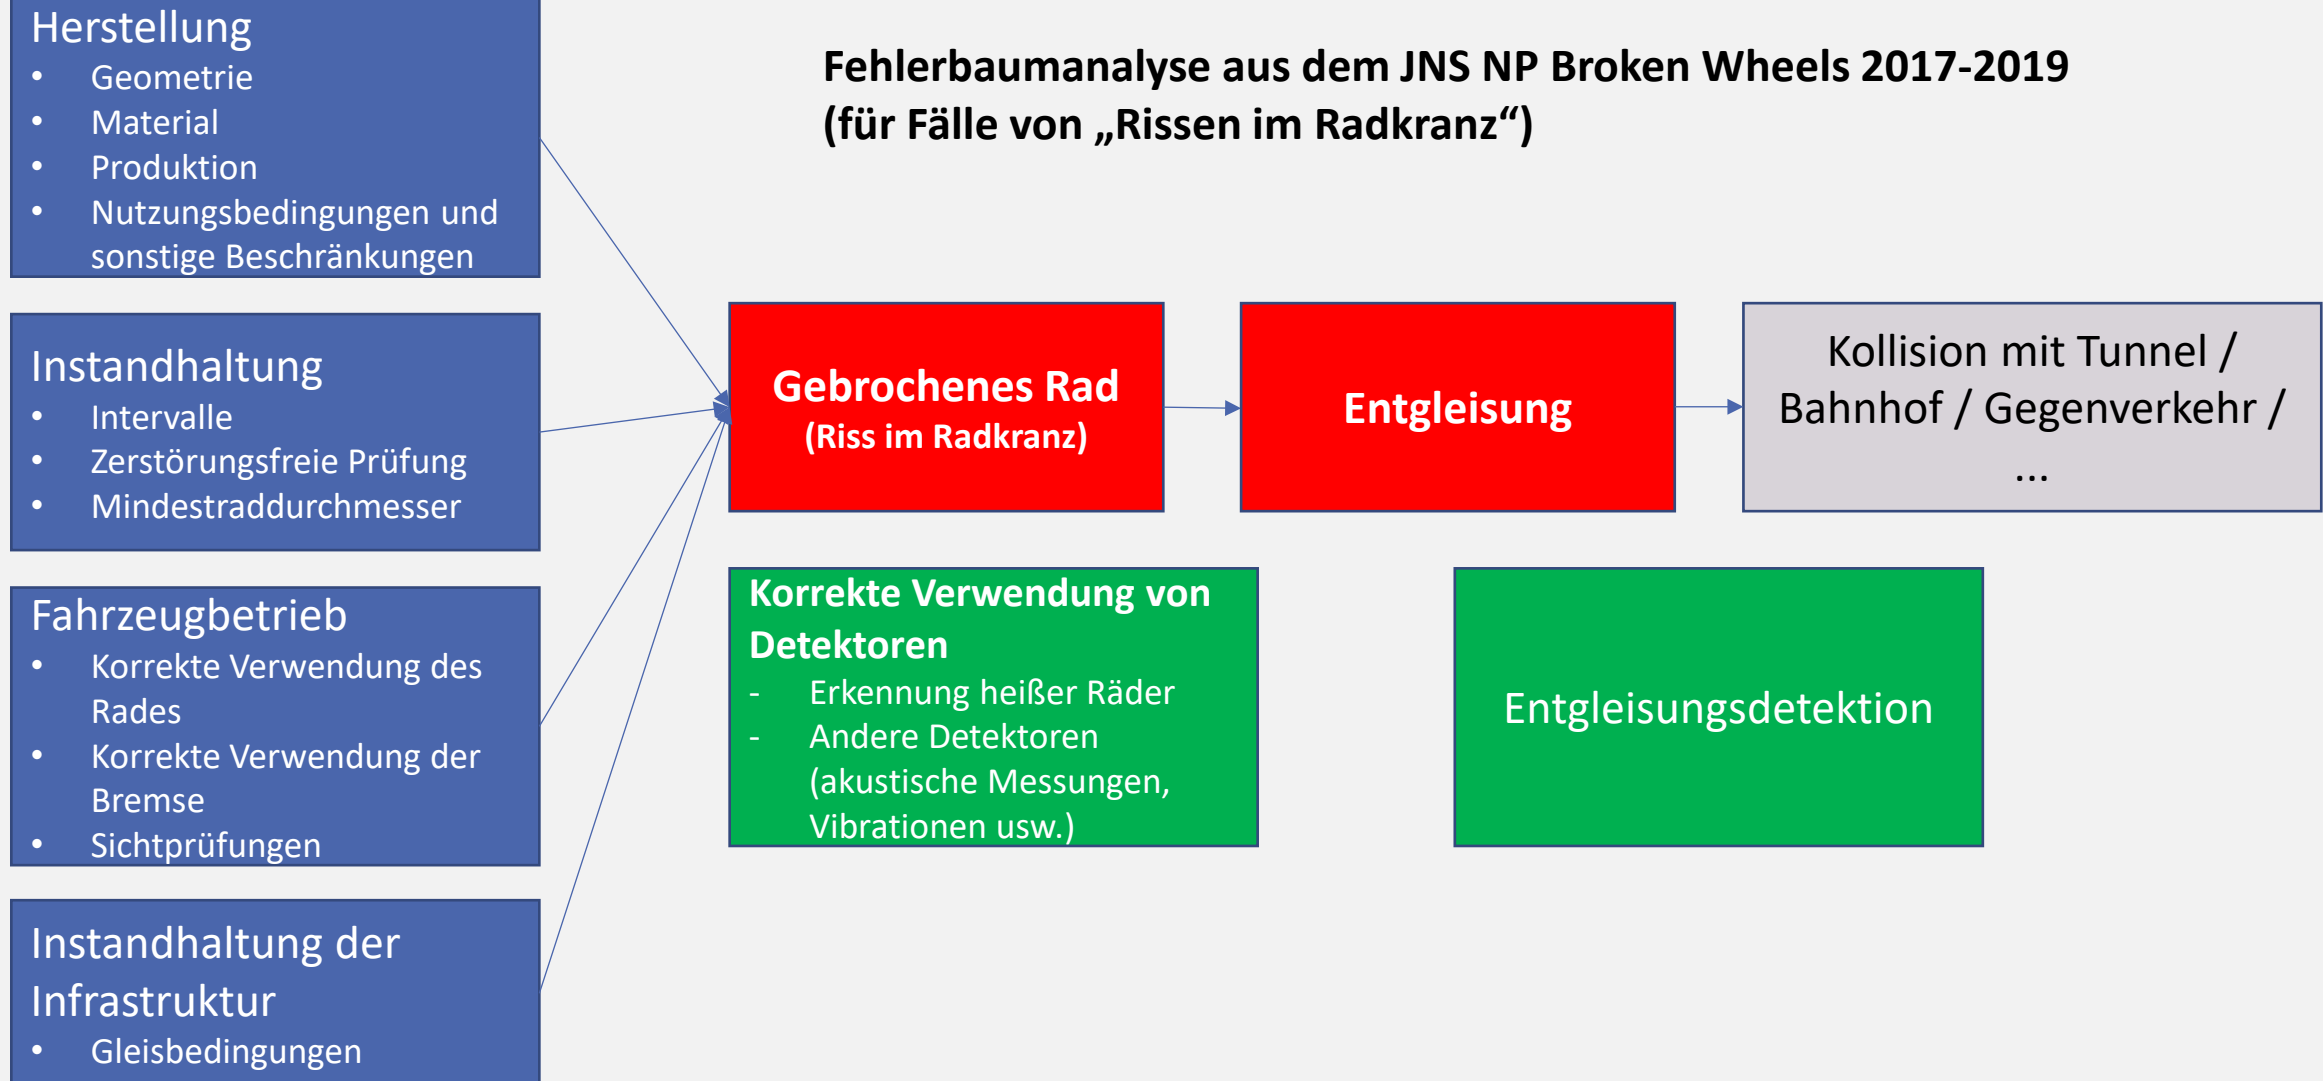 Fehlerbaumanalyse aus dem JNS NP Broken Wheels 2017-2019
(für Fälle von „Rissen im Radkranz“)
Herstellung
• Geometrie
• Material
• Produktion
• Nutzungsbedingungen und
sonstige Beschränkungen
Instandhaltung
• Intervalle
• Zerstörungsfreie Prüfung
• Mindestraddurchmesser
Fahrzeugbetrieb
• Korrekte Verwendung des
Rades
• Korrekte Verwendung der
Bremse
• Sichtprüfungen
Instandhaltung der
Infrastruktur
• Gleisbedingungen
Gebrochenes Rad
(Riss im Radkranz)
Entgleisung
Kollision mit Tunnel /
Bahnhof / Gegenverkehr /
...
Korrekte Verwendung von
Detektoren
- Erkennung heißer Räder
- Andere Detektoren
(akustische Messungen,
Vibrationen usw.)
Entgleisungsdetektion